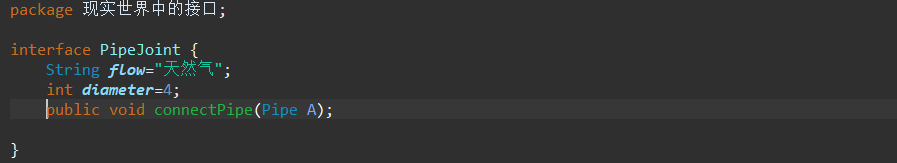 package 现实世界中的接口;
interface PipeJoint {
String flow="天然气";
int diameter=4;
public void connectPipe(Pipe A);
}